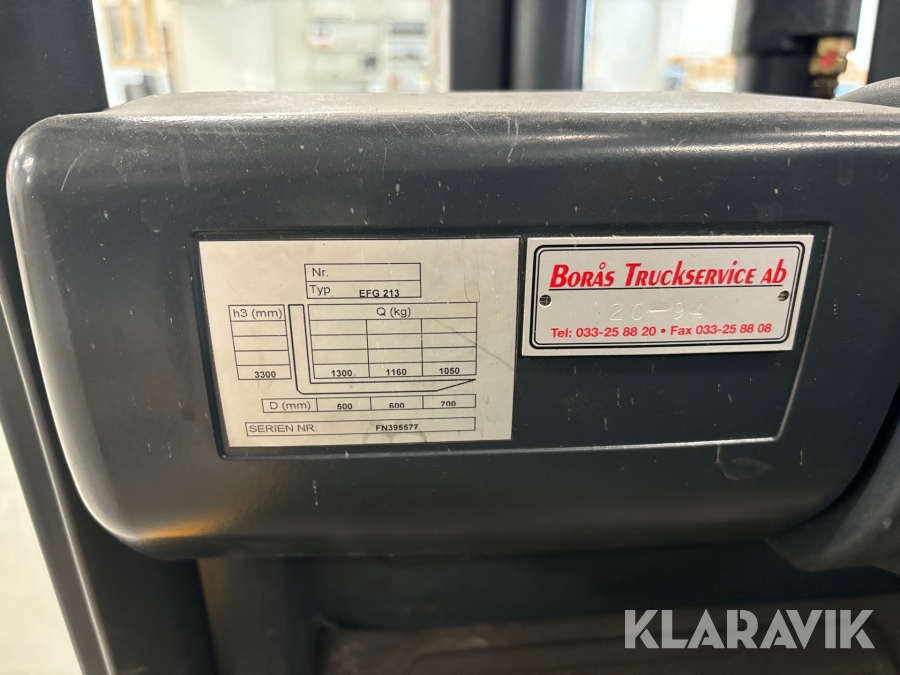 Nr.
Typ EFG 213
h3 (mm) Q (kg)
3300 1300 1160 1050
D (mm) 500 600 700
SERIEN NR: FN395577
BORÅS TRUCKSERVICE AB
20-94
Tel: 033-25 88 20 • Fax 033-25 88 08
KLARAVIK